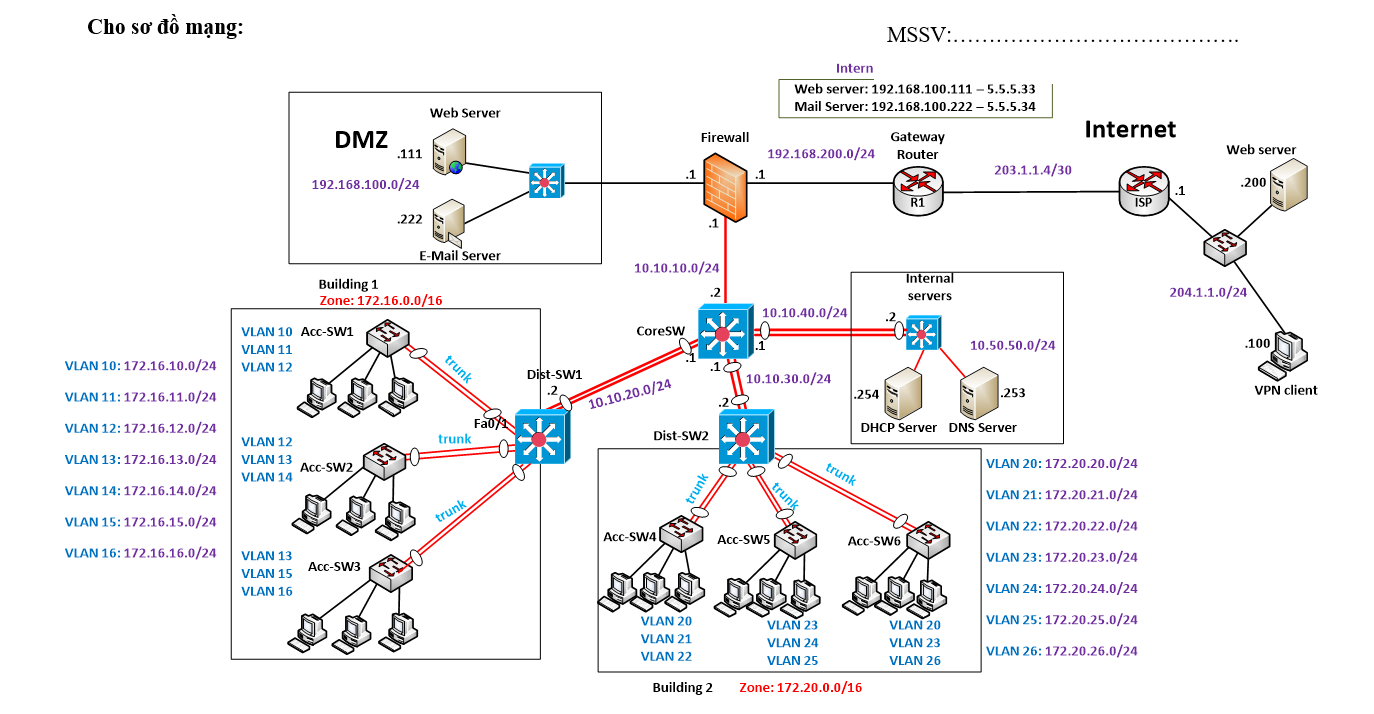 Cho sơ đồ mạng:
MSSV:………………………………….
Intern
Web server: 192.168.100.111 – 5.5.5.33
Mail Server: 192.168.100.222 – 5.5.5.34
DMZ
Web Server
.111
192.168.100.0/24
.222
E-Mail Server
Firewall
.1
.1
.1
192.168.200.0/24
Gateway
Router
R1
203.1.1.4/30
Internet
ISP
.1
Web server
.200
204.1.1.0/24
.100
VPN client
10.10.10.0/24
.2
CoreSW
.1
.1
.1
10.10.40.0/24
Internal
servers
.2
10.50.50.0/24
.254
.253
DHCP Server
DNS Server
10.10.20.0/24
10.10.30.0/24
Building 1
Zone: 172.16.0.0/16
VLAN 10
VLAN 11
VLAN 12
Acc-SW1
trunk
Dist-SW1
.2
Fa0/1
VLAN 12
VLAN 13
VLAN 14
Acc-SW2
trunk
VLAN 13
VLAN 15
VLAN 16
Acc-SW3
trunk
VLAN 10: 172.16.10.0/24
VLAN 11: 172.16.11.0/24
VLAN 12: 172.16.12.0/24
VLAN 13: 172.16.13.0/24
VLAN 14: 172.16.14.0/24
VLAN 15: 172.16.15.0/24
VLAN 16: 172.16.16.0/24
.2
Dist-SW2
trunk
trunk
trunk
Acc-SW4
Acc-SW5
Acc-SW6
VLAN 20
VLAN 21
VLAN 22
VLAN 23
VLAN 24
VLAN 25
VLAN 20
VLAN 23
VLAN 26
VLAN 20: 172.20.20.0/24
VLAN 21: 172.20.21.0/24
VLAN 22: 172.20.22.0/24
VLAN 23: 172.20.23.0/24
VLAN 24: 172.20.24.0/24
VLAN 25: 172.20.25.0/24
VLAN 26: 172.20.26.0/24
Building 2
Zone: 172.20.0.0/16